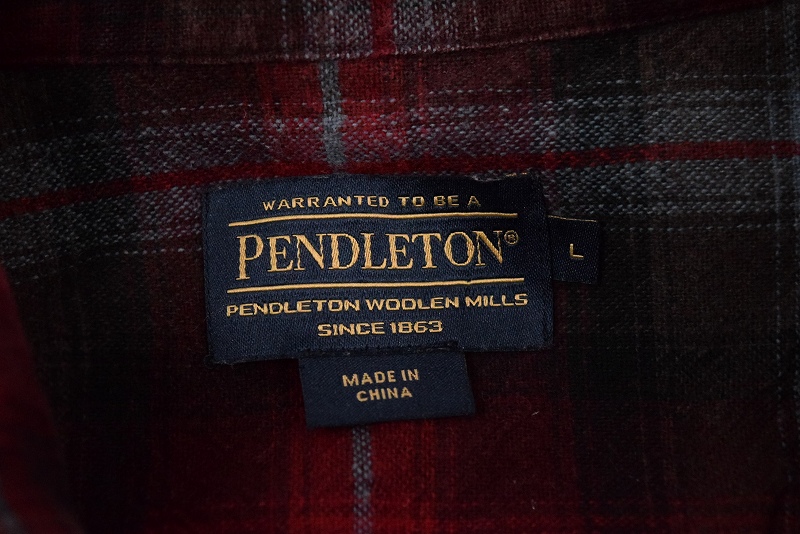 WARRANTED TO BE A
PENDLETON®
L
PENDLETON WOOLEN MILLS
SINCE 1863
MADE IN
CHINA